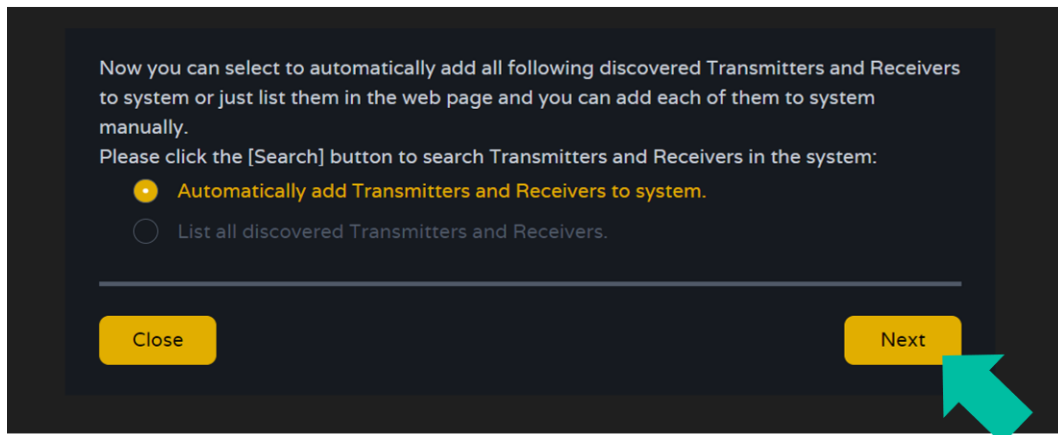 Now you can select to automatically add all following discovered Transmitters and Receivers
to system or just list them in the web page and you can add each of them to system
manually.
Please click the [Search] button to search Transmitters and Receivers in the system:
Automatically add Transmitters and Receivers to system.
List all discovered Transmitters and Receivers.
Close
Next